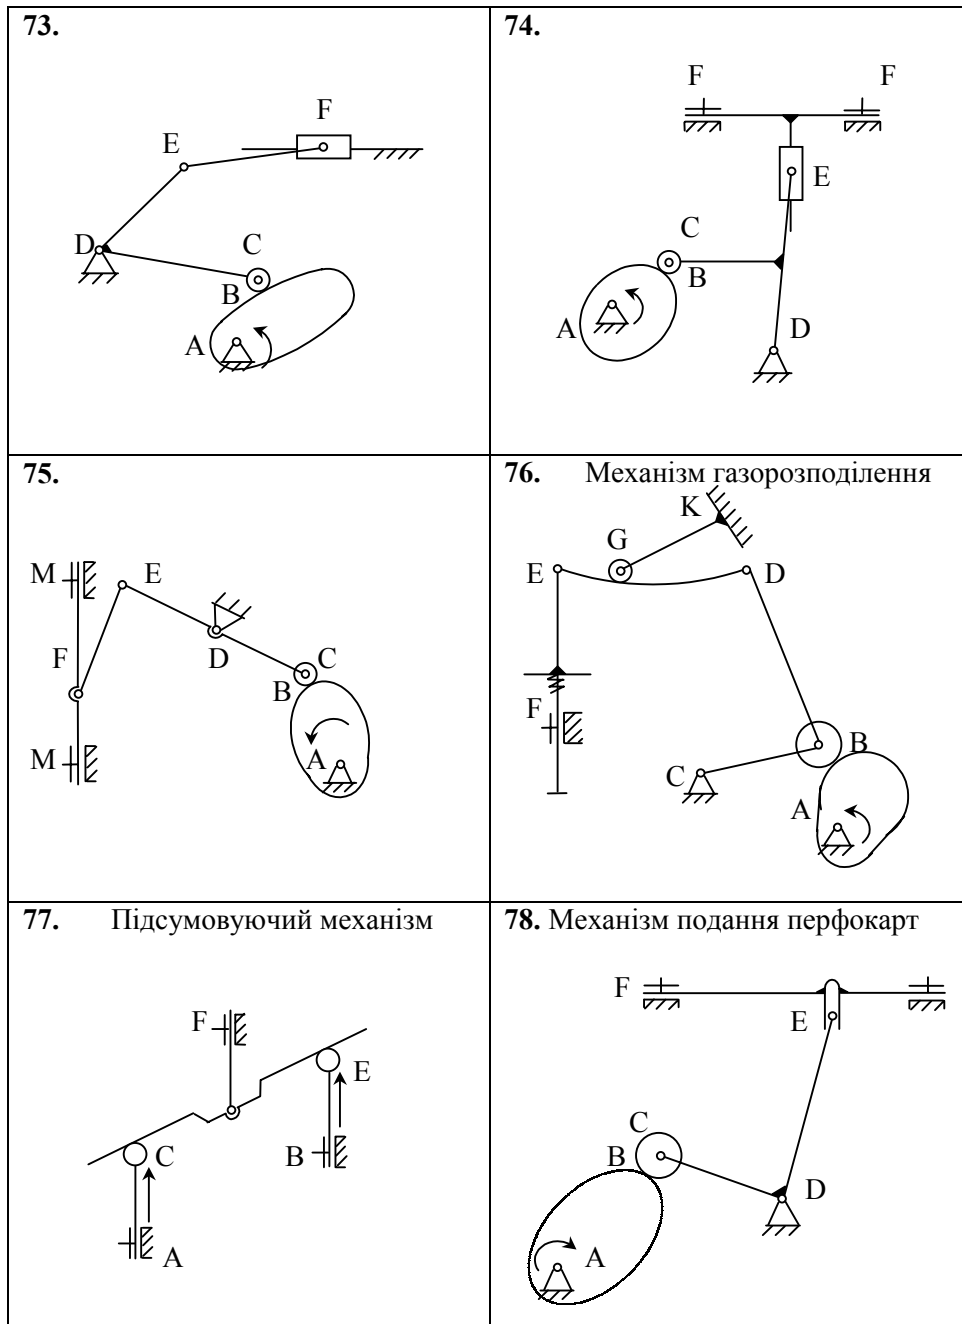 73.
F
E
D
C
B
A
74.
F F
E
C
B
A
D
75.
M
E
F
D
C
B
A
M
76. Механізм газорозподілення
K
G
E
D
F
B
C
A
77. Підсумовуючий механізм
F
E
C
B
A
78. Механізм подання перфокарт
F
E
C
B
D
A